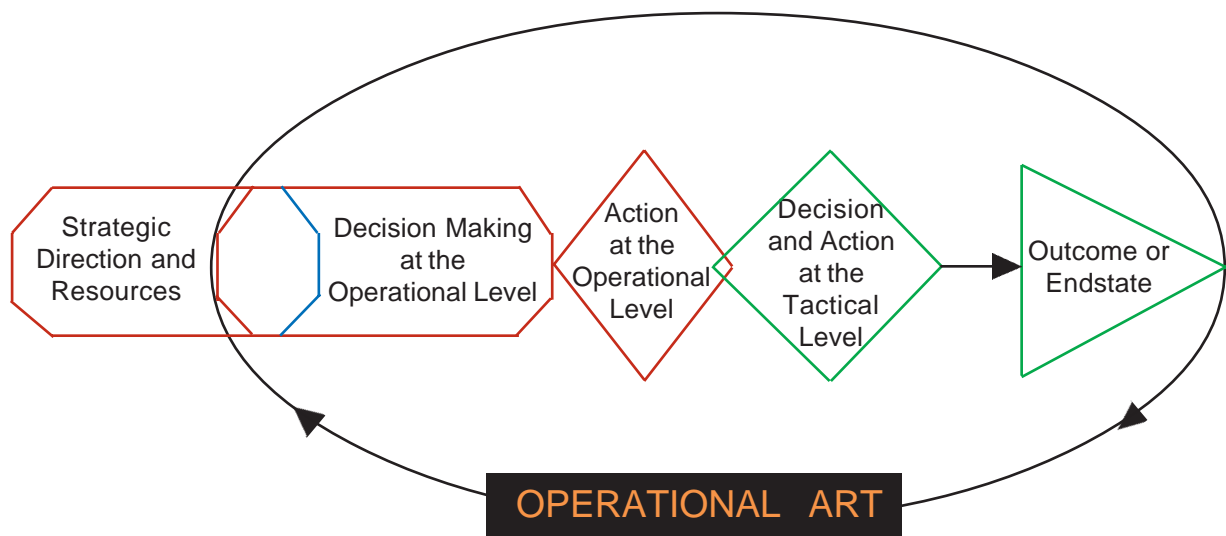 Strategic
Direction and
Resources
Decision Making
at the
Operational Level
Action
at the
Operational
Level
Decision
and Action
at the
Tactical
Level
Outcome or
Endstate
OPERATIONAL ART